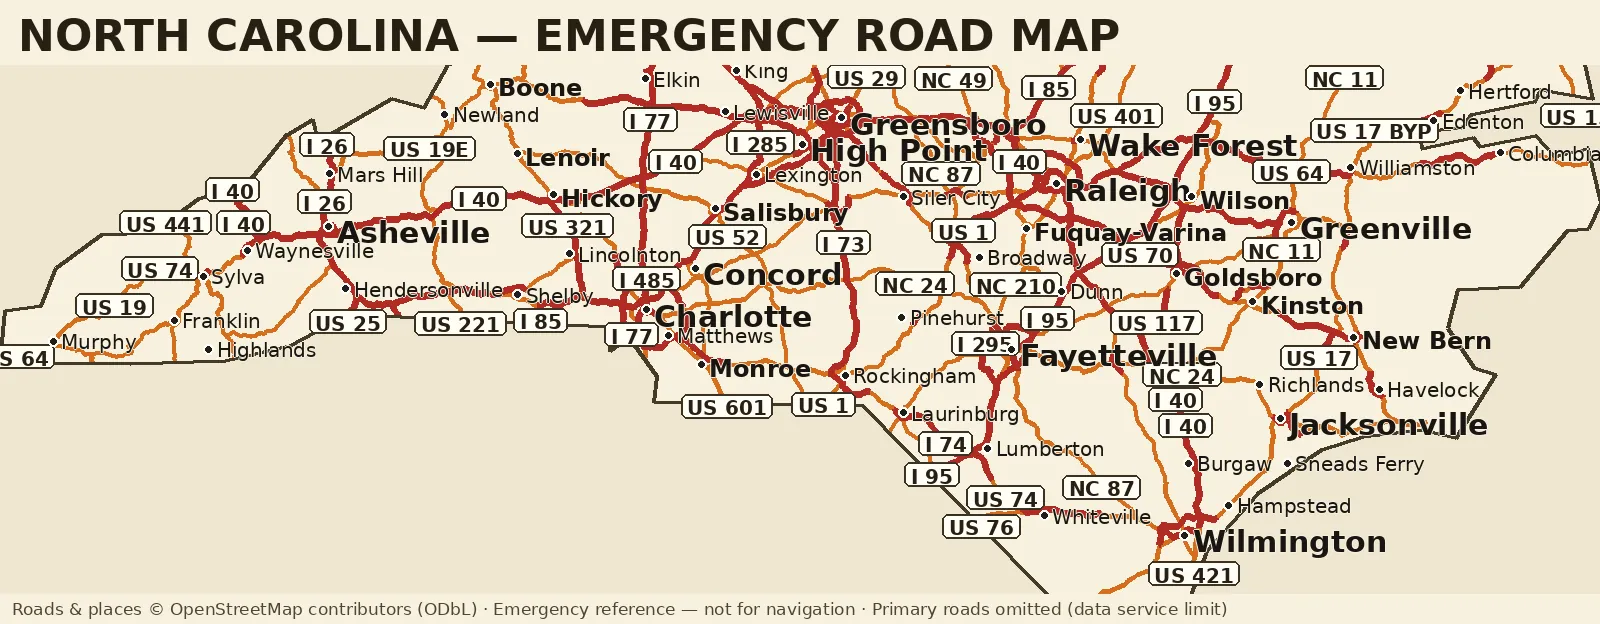 NORTH CAROLINA — EMERGENCY ROAD MAP
King
Elkin
US 29
NC 49
I 85
NC 11
Boone
Hertford
Newland
I 77
Lewisville
US 401
I 95
US 17 BYP
Edenton
Greensboro
I 26
US 19E
I 285
High Point
Wake Forest
Lenoir
I 40
I 40
Mars Hill
Lexington
NC 87
US 64
Williamston
Columbia
I 40
I 26
I 40
Hickory
Siler City
Raleigh
Wilson
US 441
I 40
Asheville
US 321
Salisbury
US 52
I 73
US 1
Fuquay-Varina
Greenville
Waynesville
Lincolnton
Broadway
US 70
NC 11
US 74
Sylva
I 485
Concord
NC 24
NC 210
Dunn
Goldsboro
Hendersonville
Shelby
US 19
Franklin
US 25
US 221
I 85
Charlotte
Pinehurst
I 95
US 117
Kinston
Murphy
Highlands
I 77
Matthews
I 295
Fayetteville
US 17
New Bern
S 64
Monroe
Rockingham
NC 24
Richlands
Havelock
US 601
US 1
Laurinburg
I 40
I 40
Jacksonville
I 74
Lumberton
I 95
Burgaw
Sneads Ferry
US 74
NC 87
Hampstead
US 76
Whiteville
Wilmington
US 421
Roads & places © OpenStreetMap contributors (ODbL) · Emergency reference — not for navigation · Primary roads omitted (data service limit)